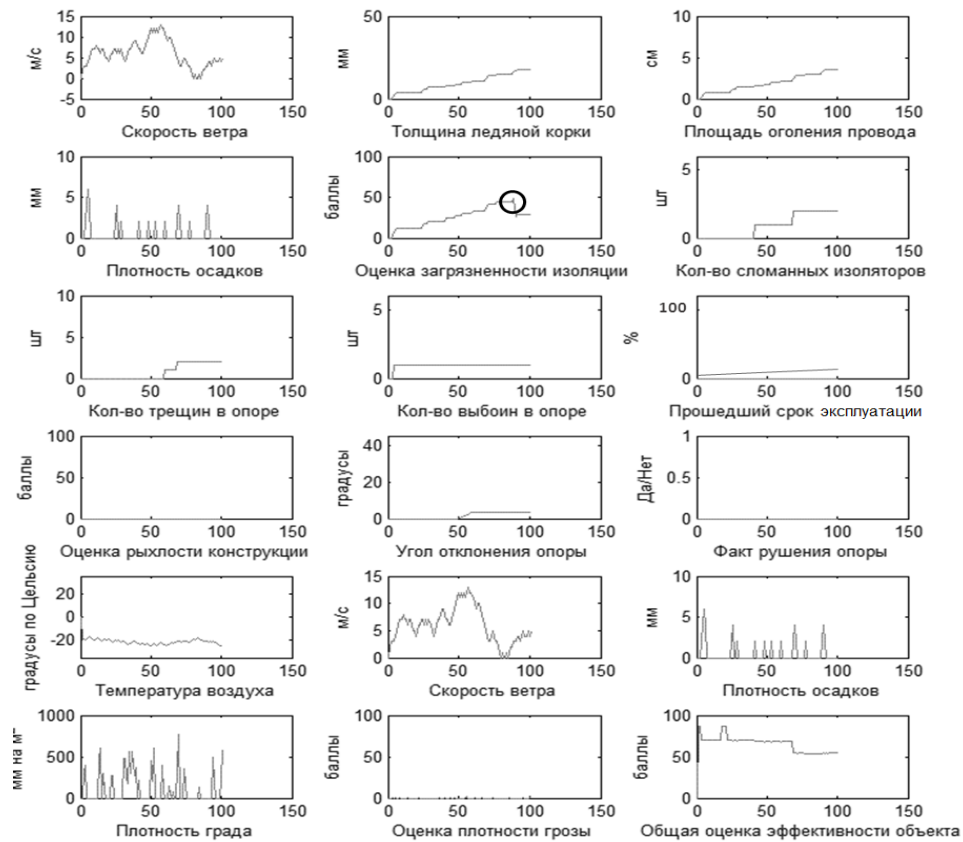 м/с
15
10
5
0
-5
0 50 100 150
Скорость ветра
мм
50
0
0 50 100 150
Толщина ледяной корки
см
10
5
0
0 50 100 150
Площадь оголения провода
мм
10
5
0
0 50 100 150
Плотность осадков
баллы
100
50
0
0 50 100 150
Оценка загрязненности изоляции
шт
5
0
0 50 100 150
Кол-во сломанных изоляторов
шт
10
5
0
0 50 100 150
Кол-во трещин в опоре
шт
5
0
0 50 100 150
Кол-во выбоин в опоре
%
100
0
0 50 100 150
Прошедший срок эксплуатации
баллы
100
50
0
0 50 100 150
Оценка рыхлости конструкции
градусы
40
20
0
0 50 100 150
Угол отклонения опоры
Да/Нет
1
0.5
0
0 50 100 150
Факт рушения опоры
градусы по Цельсию
20
0
-20
0 50 100 150
Температура воздуха
м/с
15
10
5
0
0 50 100 150
Скорость ветра
мм
10
5
0
0 50 100 150
Плотность осадков
мм на м
1000
500
0
0 50 100 150
Плотность града
баллы
100
50
0
0 50 100 150
Оценка плотности грозы
баллы
100
50
0
0 50 100 150
Общая оценка эффективности объекта